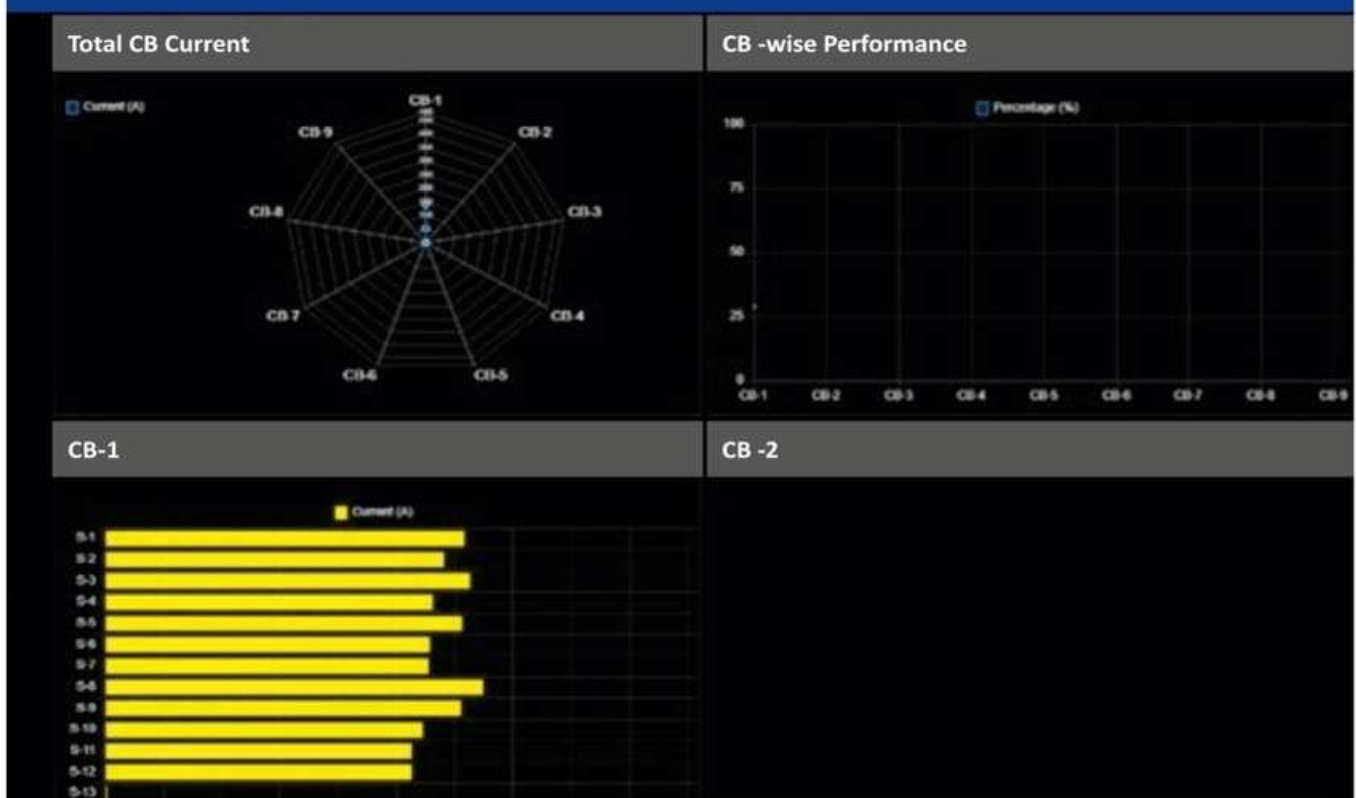 Total CB Current
CB -wise Performance
Current (A)
CB-1
CB-2
CB-3
CB-4
CB-5
CB-6
CB-7
CB-8
CB-9
Percentage (%)
100
75
50
25
0
CB-1 CB-2 CB-3 CB-4 CB-5 CB-6 CB-7 CB-8 CB-9
CB-1
CB -2
Current (A)
S-1
S-2
S-3
S-4
S-5
S-6
S-7
S-8
S-9
S-10
S-11
S-12
S-13